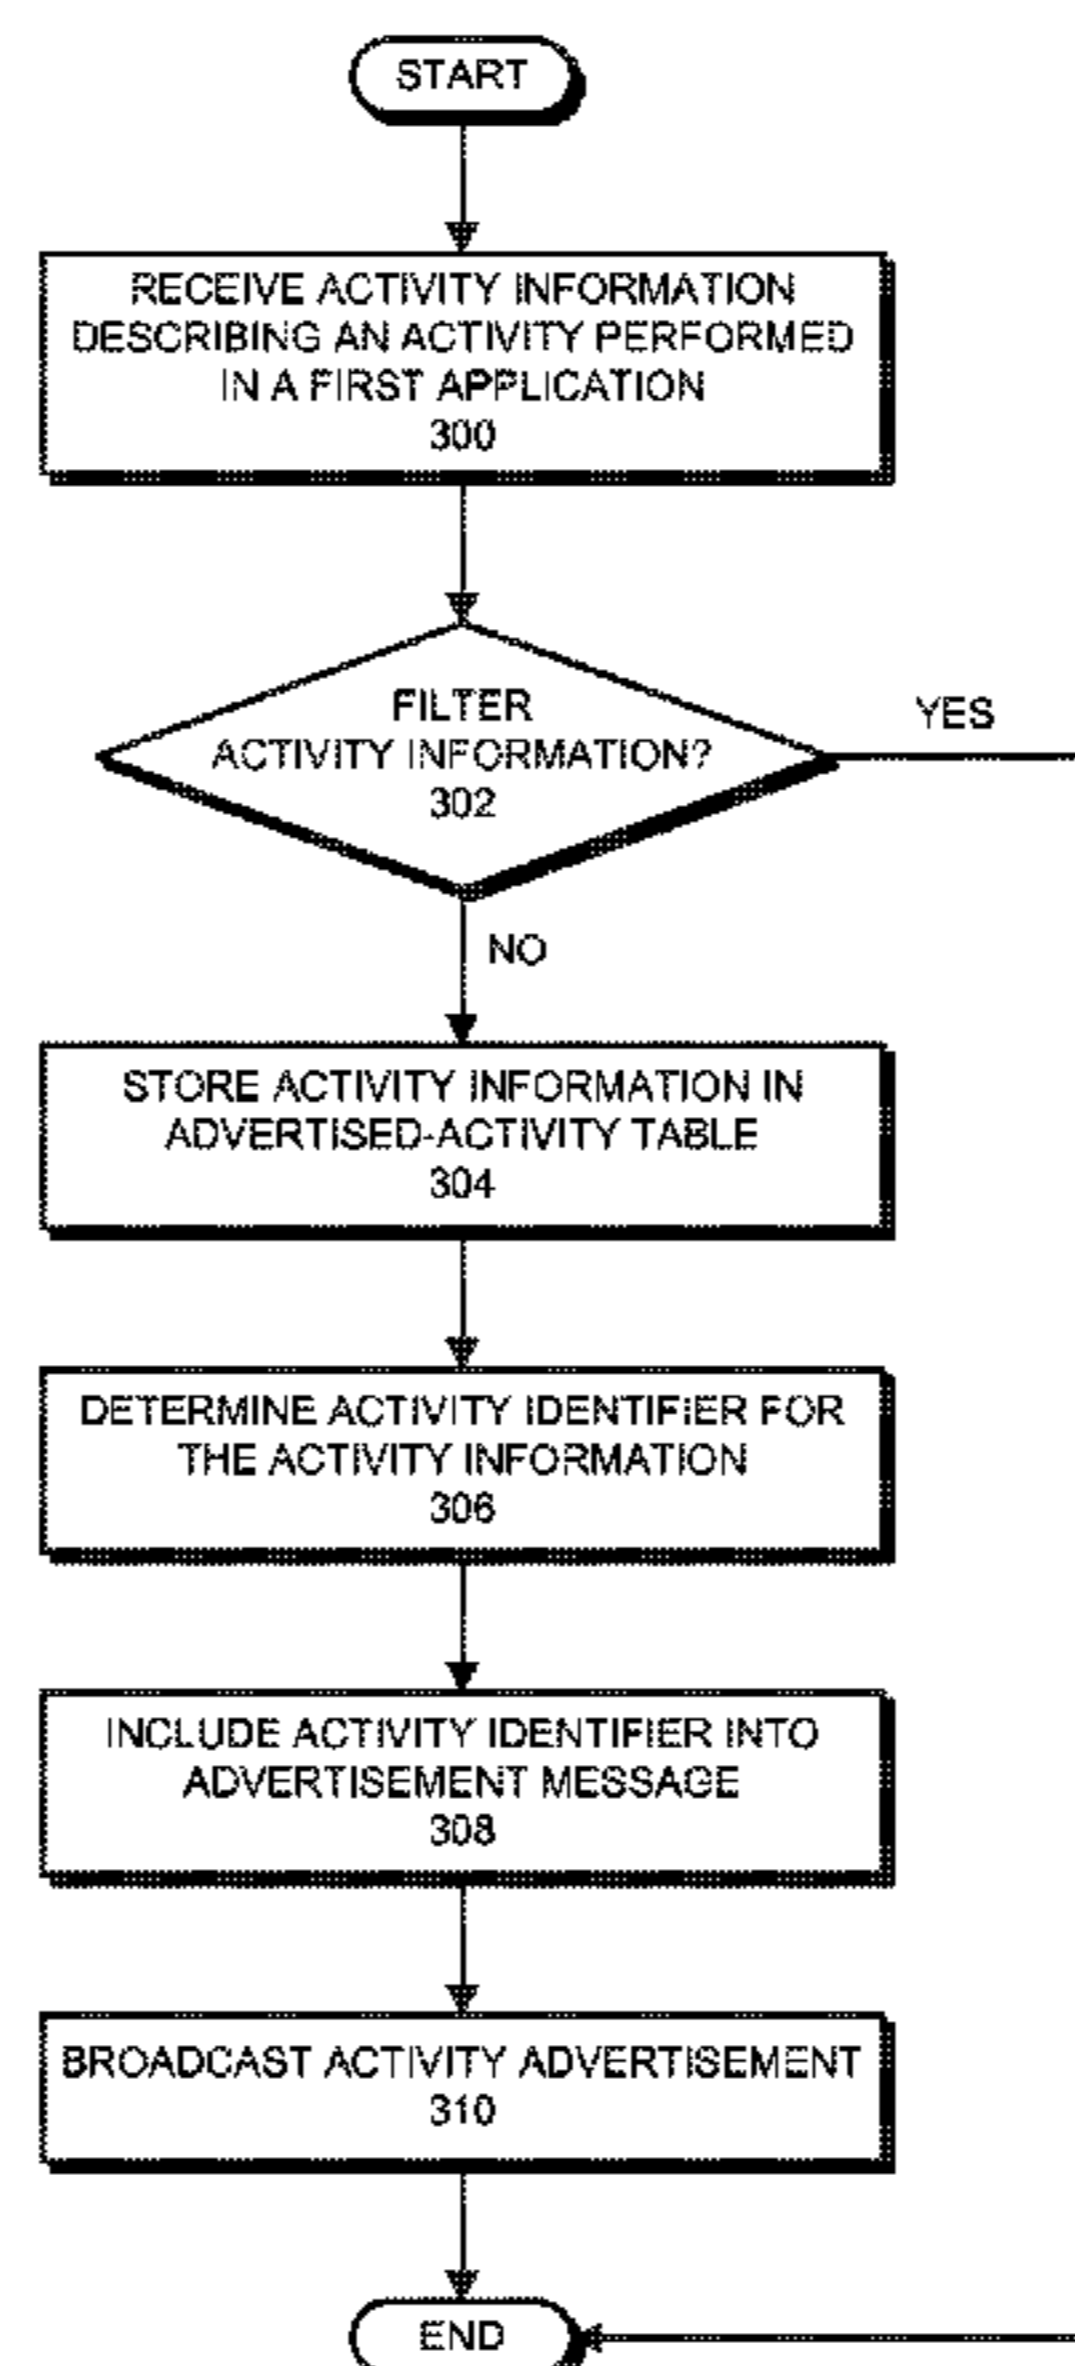 START
RECEIVE ACTIVITY INFORMATION
DESCRIBING AN ACTIVITY PERFORMED
IN A FIRST APPLICATION
300
FILTER
ACTIVITY INFORMATION?
302
YES
NO
STORE ACTIVITY INFORMATION IN
ADVERTISED-ACTIVITY TABLE
304
DETERMINE ACTIVITY IDENTIFIER FOR
THE ACTIVITY INFORMATION
306
INCLUDE ACTIVITY IDENTIFIER INTO
ADVERTISEMENT MESSAGE
308
BROADCAST ACTIVITY ADVERTISEMENT
310
END